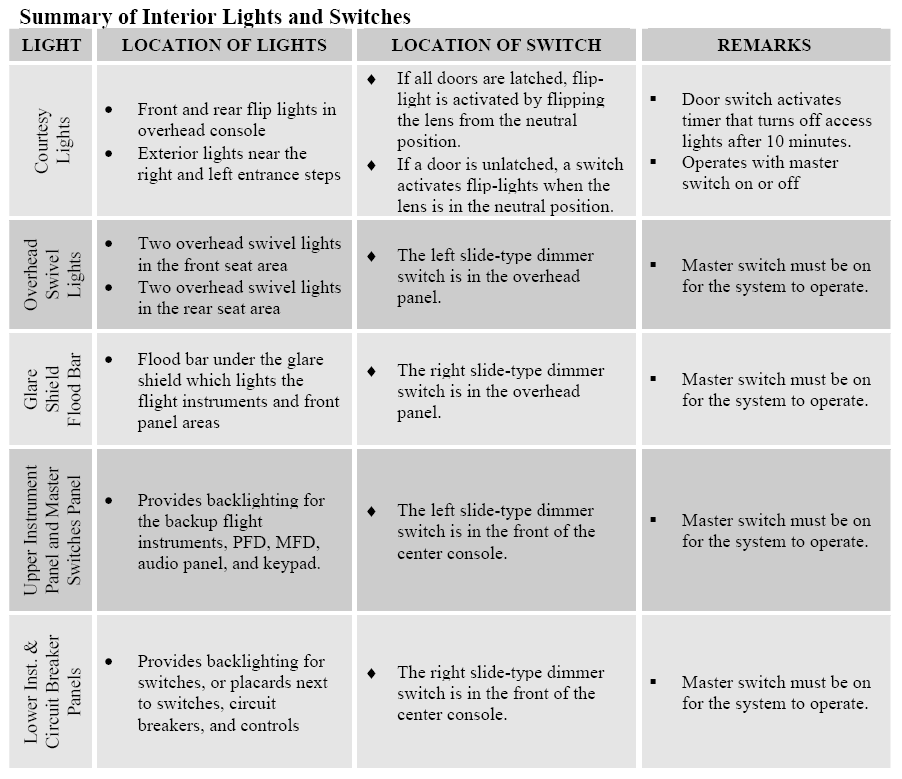 Summary of Interior Lights and Switches
LIGHT
LOCATION OF LIGHTS
LOCATION OF SWITCH
REMARKS
Courtesy
Lights
• Front and rear flip lights in
overhead console
• Exterior lights near the
right and left entrance steps
♦ If all doors are latched, flip-
light is activated by flipping
the lens from the neutral
position.
♦ If a door is unlatched, a switch
activates flip-lights when the
lens is in the neutral position.
▪ Door switch activates
timer that turns off access
lights after 10 minutes.
▪ Operates with master
switch on or off
Overhead
Swivel
Lights
• Two overhead swivel lights
in the front seat area
• Two overhead swivel lights
in the rear seat area
♦ The left slide-type dimmer
switch is in the overhead
panel.
▪ Master switch must be on
for the system to operate.
Glare
Shield
Flood Bar
• Flood bar under the glare
shield which lights the
flight instruments and front
panel areas
♦ The right slide-type dimmer
switch is in the overhead
panel.
▪ Master switch must be on
for the system to operate.
Upper Instrument
Panel and Master
Switches Panel
• Provides backlighting for
the backup flight
instruments, PFD, MFD,
audio panel, and keypad.
♦ The left slide-type dimmer
switch is in the front of the
center console.
▪ Master switch must be on
for the system to operate.
Lower Inst. &
Circuit Breaker
Panels
• Provides backlighting for
switches, or placards next
to switches, circuit
breakers, and controls
♦ The right slide-type dimmer
switch is in the front of the
center console.
▪ Master switch must be on
for the system to operate.